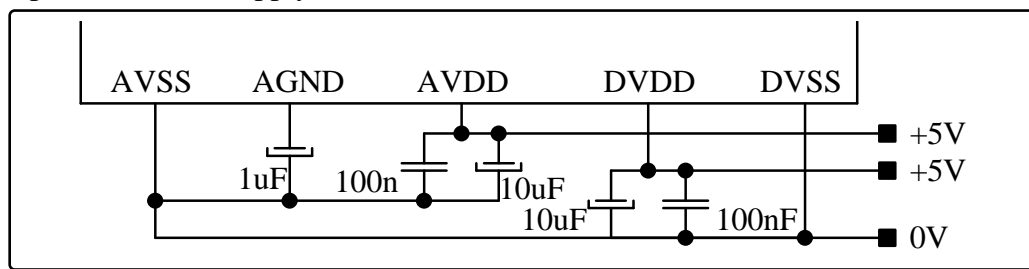 AVSS AGND AVDD DVDD DVSS
+5V
+5V
1uF 100n 10uF
10uF 100nF 0V